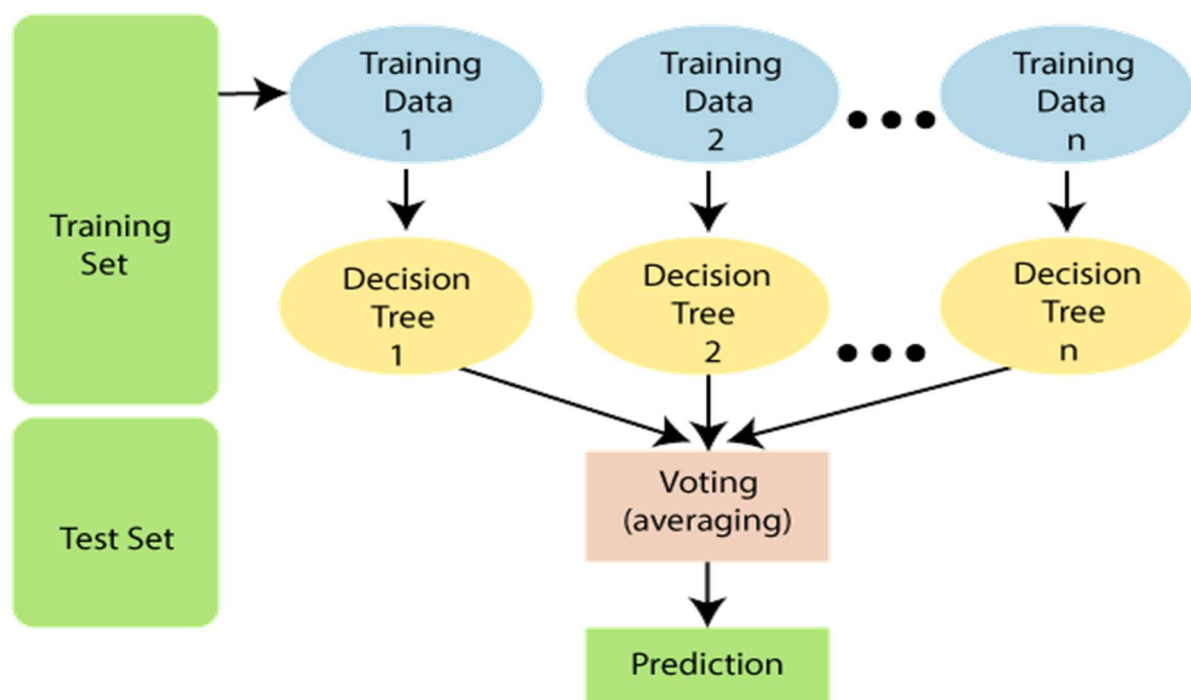 Training
Set
Test Set
Training
Data
1
Training
Data
2
Training
Data
n
Decision
Tree
1
Decision
Tree
2
Decision
Tree
n
Voting
(averaging)
Prediction